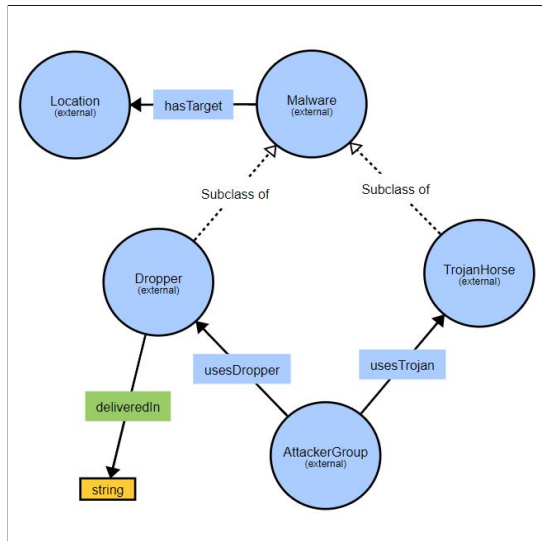 Location
(external)
hasTarget
Malware
(external)
Subclass of
Subclass of
Dropper
(external)
TrojanHorse
(external)
usesDropper
usesTrojan
deliveredIn
AttackerGroup
(external)
string